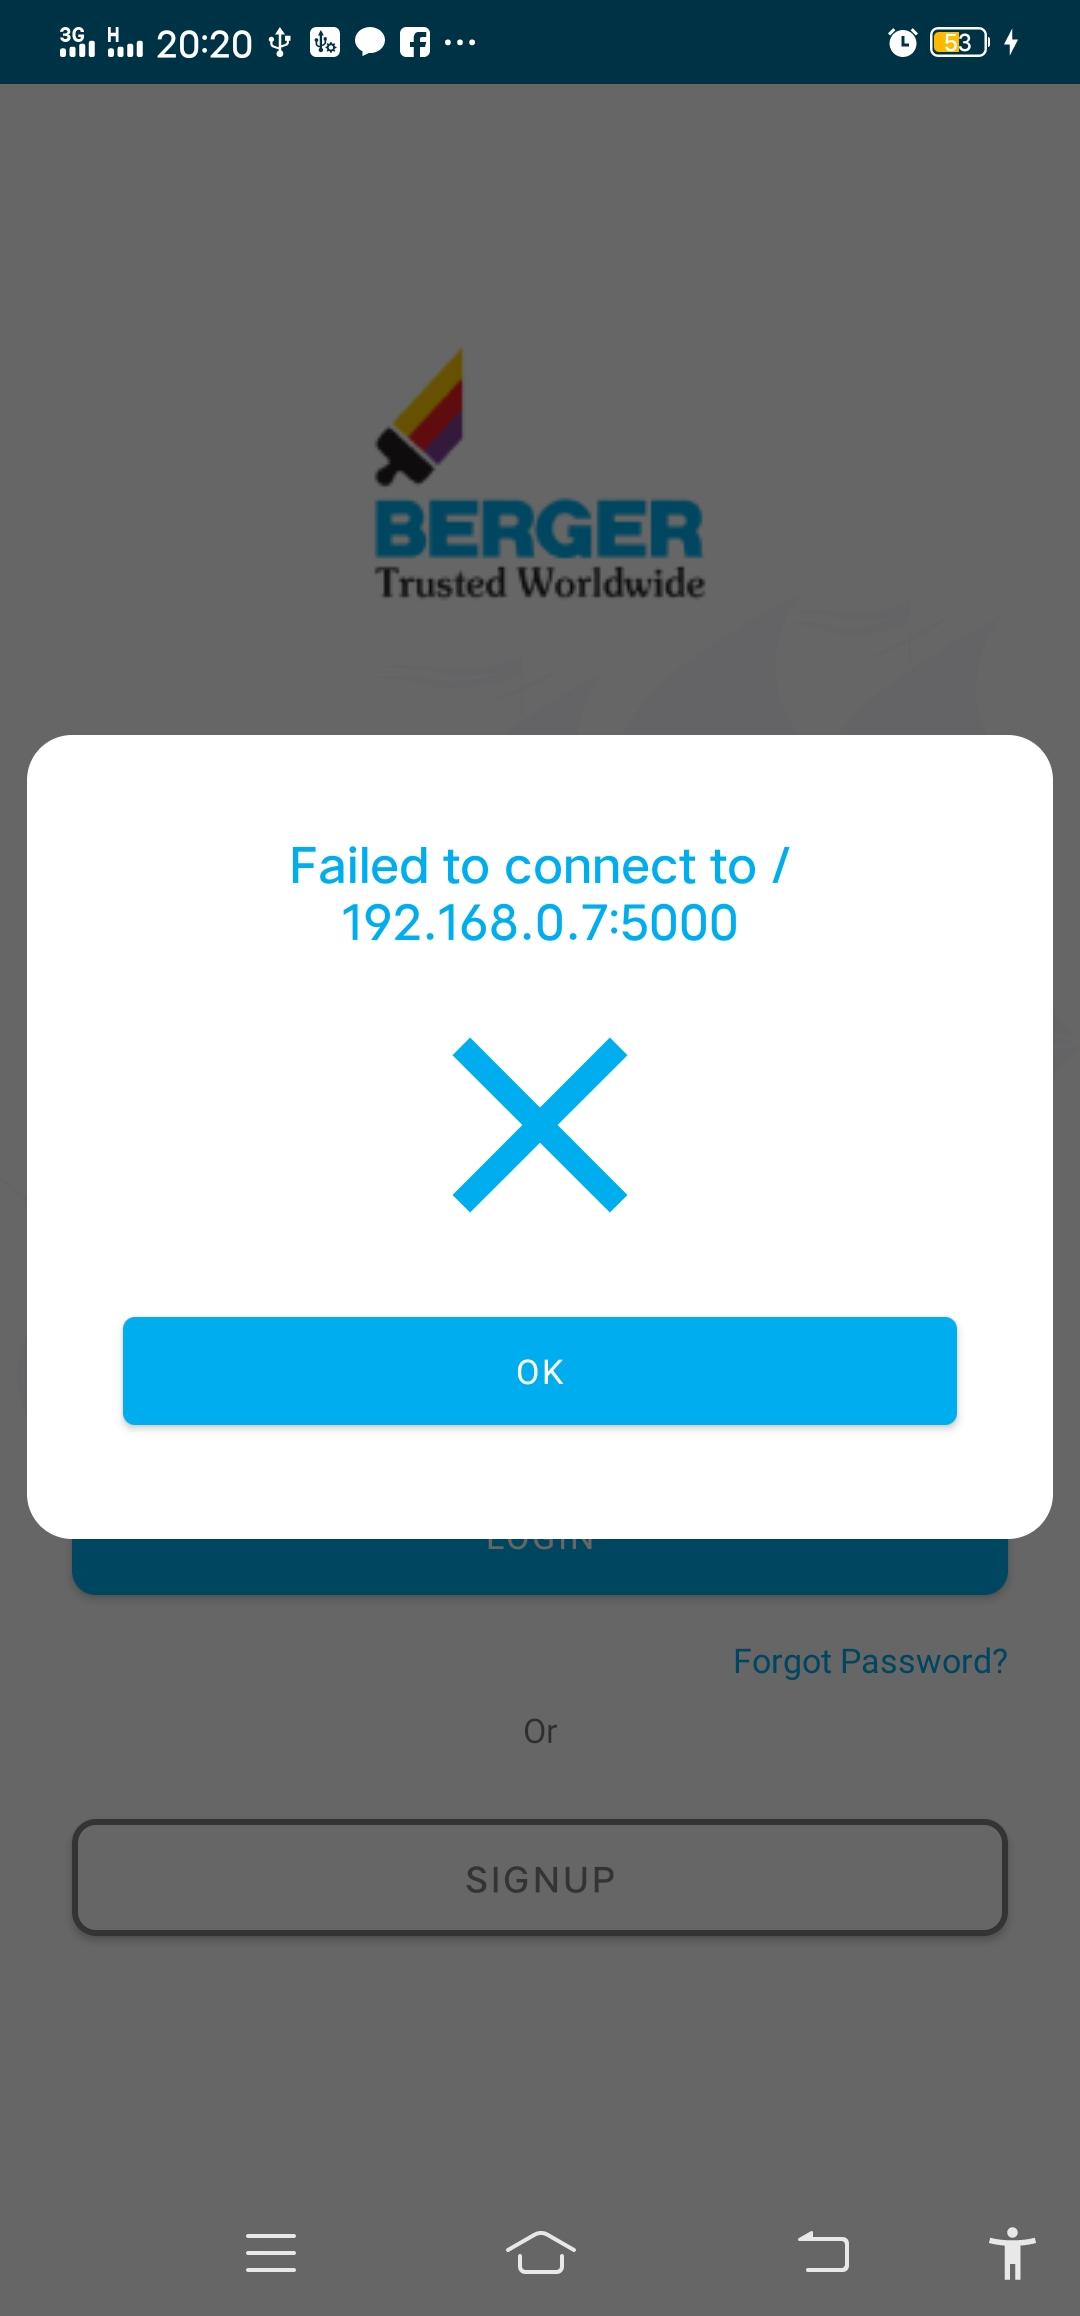 3G H 20:20 53
BERGER
Trusted Worldwide
Failed to connect to /
192.168.0.7:5000
OK
LOGIN
Forgot Password?
Or
SIGNUP